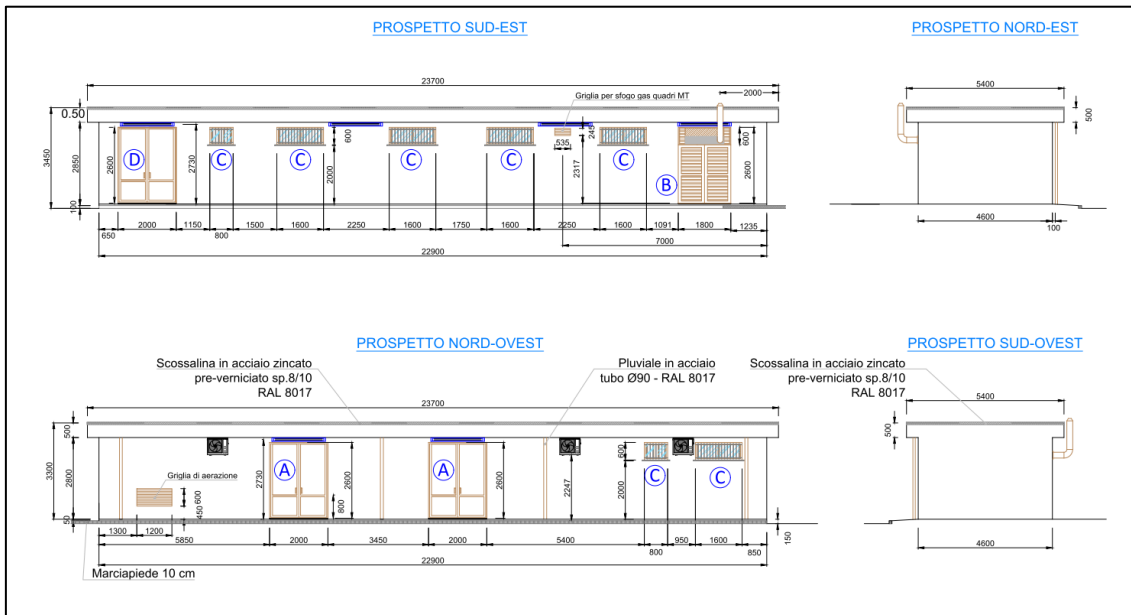 PROSPETTO SUD-EST
PROSPETTO NORD-EST
23700
5400
2000
Griglia per sfogo gas quadri MT
0.50
500
3450
2850
100
2600
D
2730
C
C
600
2000
C
C
245
535
2317
C
B
600
2600
650
2000
1150
800
1500
1600
2250
1600
1750
1600
2250
1600
1091
1800
1235
7000
22900
4600
100
PROSPETTO NORD-OVEST
PROSPETTO SUD-OVEST
Scossalina in acciaio zincato
pre-verniciato sp.8/10
RAL 8017
Pluviale in acciaio
tubo Ø90 - RAL 8017
Scossalina in acciaio zincato
pre-verniciato sp.8/10
RAL 8017
23700
5400
500
500
3300
2800
50
Griglia di aerazione
600
450
2730
A
2600
800
A
2600
2247
600
2000
C
C
150
1300
1200
5850
2000
3450
2000
5400
800
950
1600
850
22900
4600
Marciapiede 10 cm